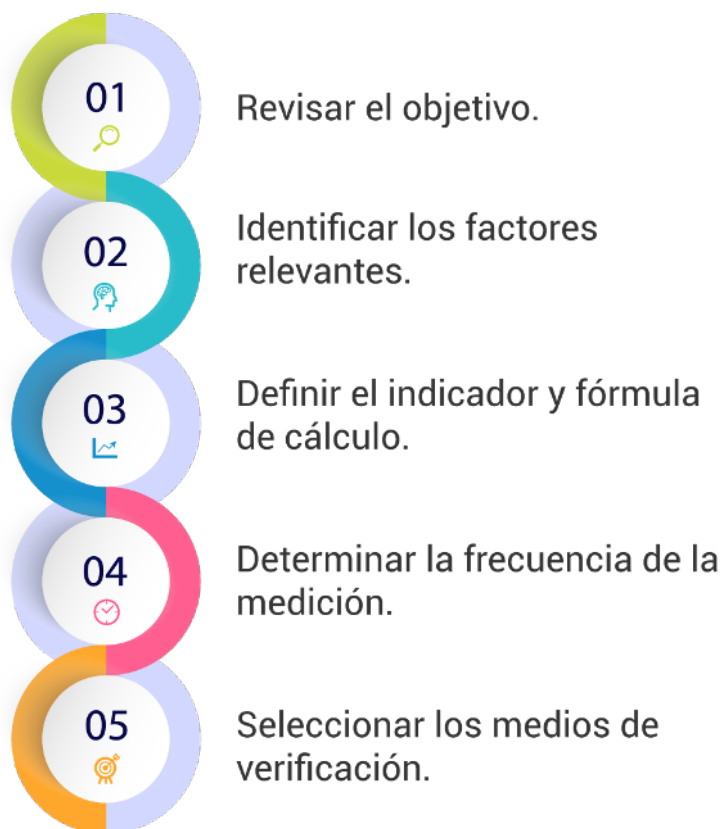 01
Revisar el objetivo.
02
Identificar los factores
relevantes.
03
Definir el indicador y fórmula
de cálculo.
04
Determinar la frecuencia de la
medición.
05
Seleccionar los medios de
verificación.